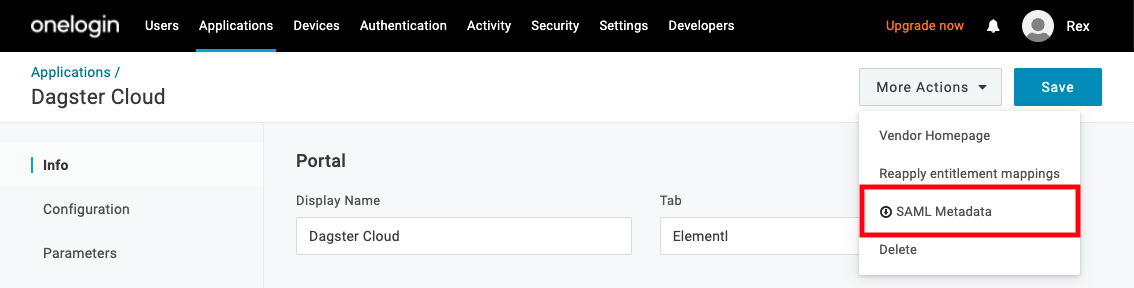 onelogin Users Applications Devices Authentication Activity Security Settings Developers Upgrade now Rex
Applications /
Dagster Cloud
More Actions Save
Vendor Homepage
Reapply entitlement mappings
SAML Metadata
Delete
Info
Configuration
Parameters
Portal
Display Name Tab
Dagster Cloud Elementl